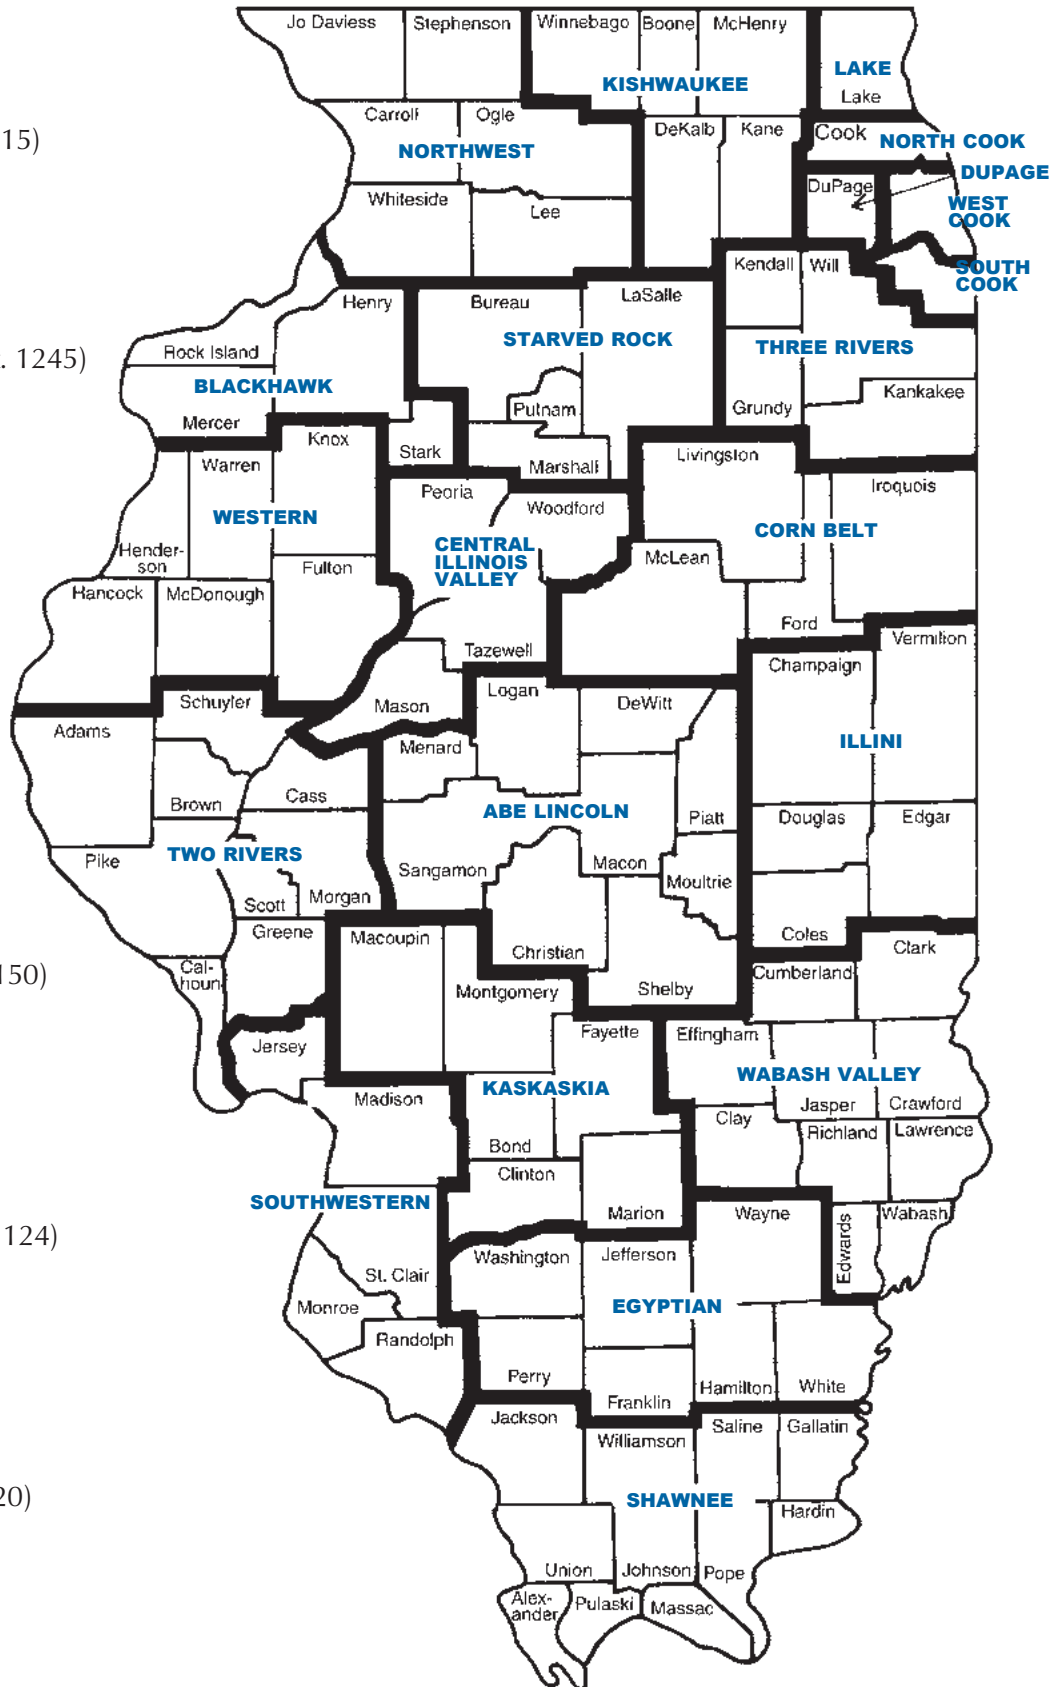 Jo Daviess
Stephenson
Winnebago
Boone
McHenry
LAKE
KISHWAUKEE
Lake
Carroll
Ogle
DeKalb
Kane
Cook
NORTH COOK
15)
NORTHWEST
DUPAGE
DuPage
Whiteside
Lee
WEST
COOK
Kendall
Will
SOUTH
COOK
Henry
Bureau
LaSalle
STARVED ROCK
THREE RIVERS
Rock Island
. 1245)
BLACKHAWK
Kankakee
Putnam
Grundy
Mercer
Knox
Stark
Livingston
Warren
Marshall
Peoria
Iroquois
Woodford
WESTERN
CORN BELT
CENTRAL
ILLINOIS
VALLEY
Hender-
son
McLean
Fulton
Hancock
McDonough
Ford
Vermilion
Tazewell
Champaign
Logan
Schuyler
Mason
DeWitt
Adams
Menard
ILLINI
Brown
Cass
ABE LINCOLN
Piatt
Douglas
Edgar
Pike
TWO RIVERS
Sangamon
Macon
Moultrie
Scott
Morgan
Greene
Macoupin
Christian
Coles
Clark
150)
Cal-
houn
Montgomery
Shelby
Cumberland
Fayette
Effingham
Jersey
KASKASKIA
WABASH VALLEY
Madison
Jasper
Crawford
Clay
Bond
Richland
Lawrence
Clinton
SOUTHWESTERN
Marion
Wayne
Wabash
124)
Edwards
Washington
Jefferson
St. Clair
Monroe
EGYPTIAN
Randolph
Perry
Franklin
Hamilton
White
Jackson
Williamson
Saline
Gallatin
20)
SHAWNEE
Hardin
Union
Johnson
Pope
Alex-
ander
Pulaski
Massac